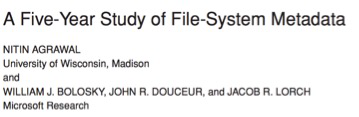 A Five-Year Study of File-System Metadata
NITIN AGRAWAL
University of Wisconsin, Madison
and
WILLIAM J. BOLOSKY, JOHN R. DOUCEUR, and JACOB R. LORCH
Microsoft Research